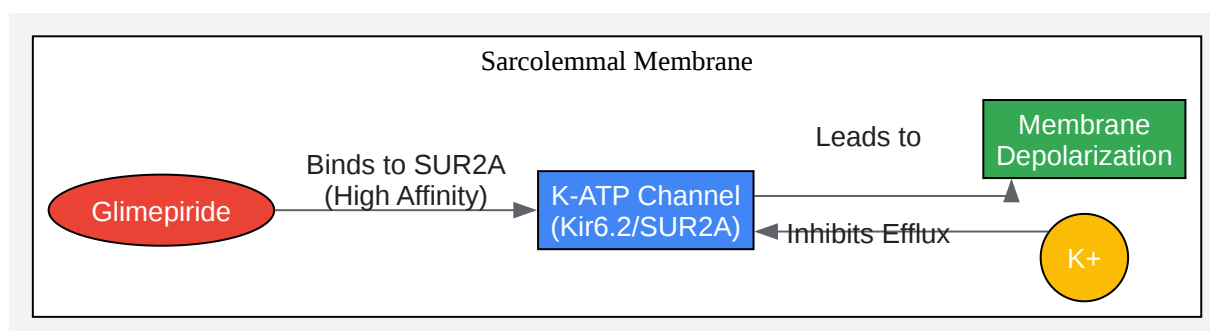 Sarcolemmal Membrane
Glimepiride
Binds to SUR2A
(High Affinity)
K-ATP Channel
(Kir6.2/SUR2A)
Leads to
Membrane
Depolarization
Inhibits Efflux
K+